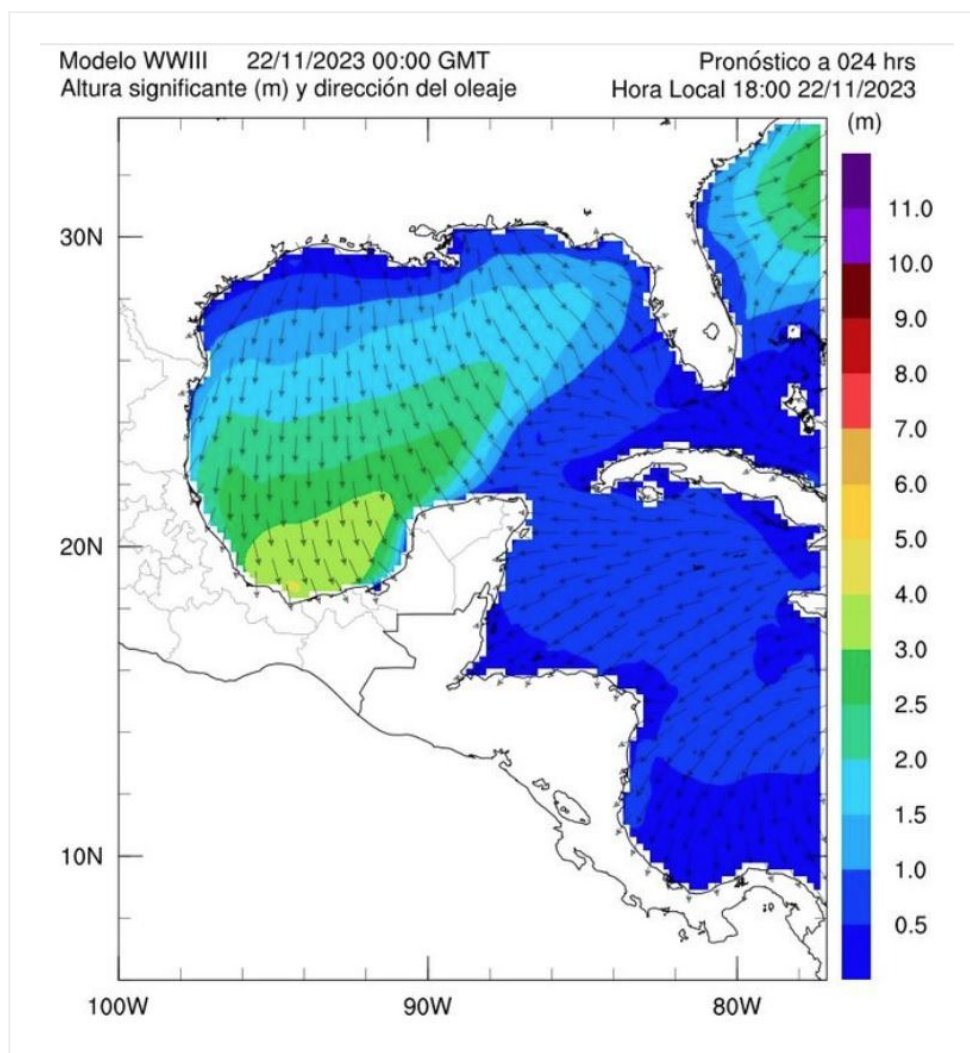 Modelo WWIII 22/11/2023 00:00 GMT
Pronóstico a 024 hrs
Altura significante (m) y dirección del oleaje
Hora Local 18:00 22/11/2023
(m)
11.0
10.0
9.0
8.0
7.0
6.0
5.0
4.0
3.0
2.5
2.0
1.5
1.0
0.5
30N
20N
10N
100W
90W
80W